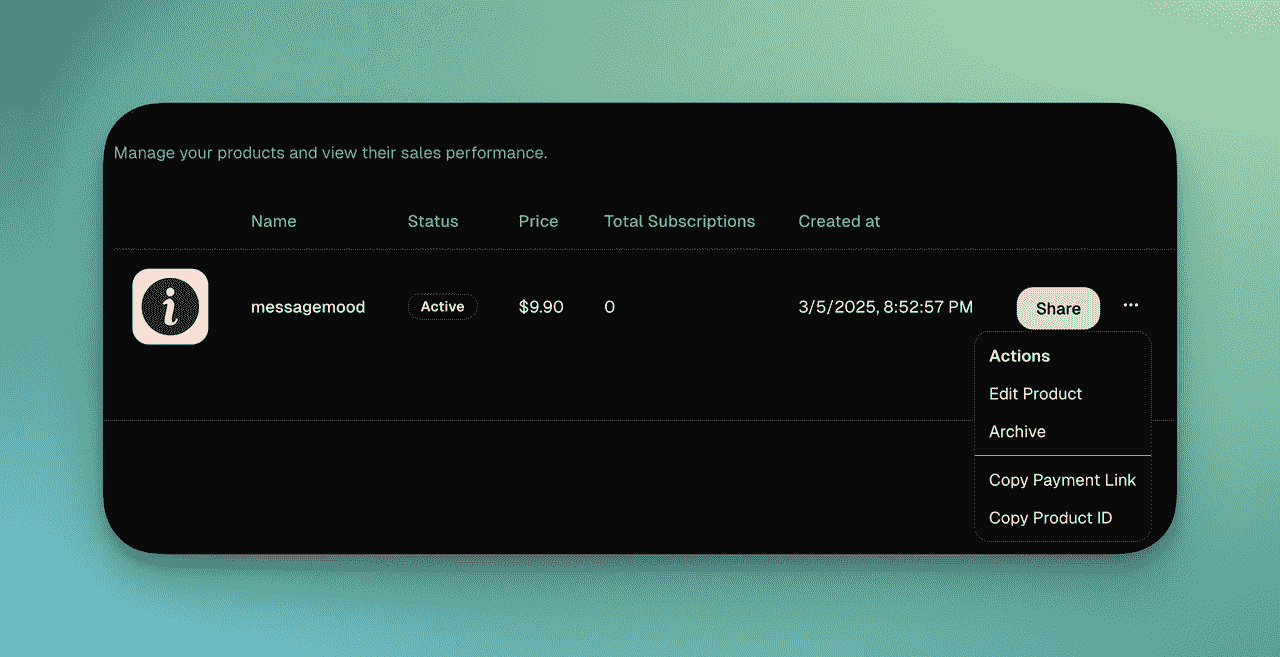 Manage your products and view their sales performance.
Name Status Price Total Subscriptions Created at
i messagemood Active $9.90 0 3/5/2025, 8:52:57 PM Share ...
Actions
Edit Product
Archive
Copy Payment Link
Copy Product ID